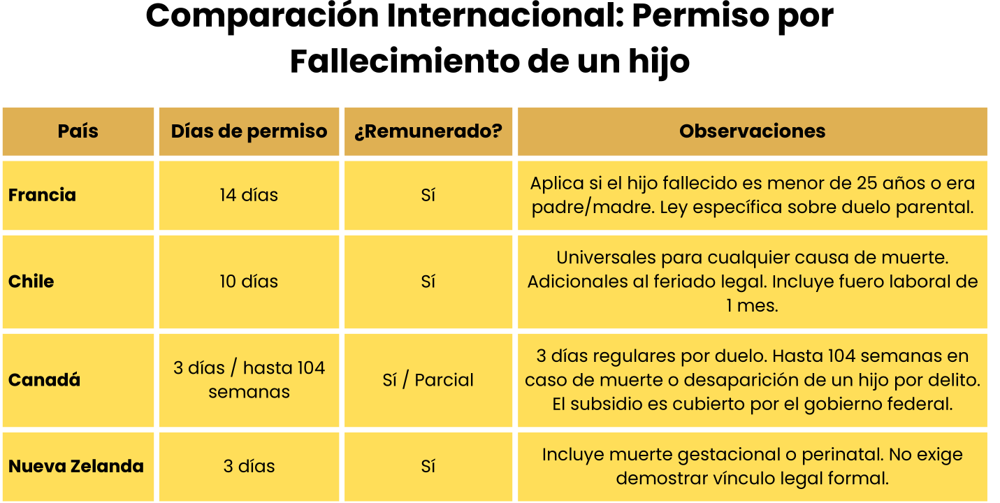 Comparación Internacional: Permiso por
Fallecimiento de un hijo
País
Días de permiso
¿Remunerado?
Observaciones
Francia
14 días
Sí
Aplica si el hijo fallecido es menor de 25 años o era
padre/madre. Ley específica sobre duelo parental.
Chile
10 días
Sí
Universales para cualquier causa de muerte.
Adicionales al feriado legal. Incluye fuero laboral de
1 mes.
Canadá
3 días / hasta 104
semanas
Sí / Parcial
3 días regulares por duelo. Hasta 104 semanas en
caso de muerte o desaparición de un hijo por delito.
El subsidio es cubierto por el gobierno federal.
Nueva Zelanda
3 días
Sí
Incluye muerte gestacional o perinatal. No exige
demostrar vínculo legal formal.